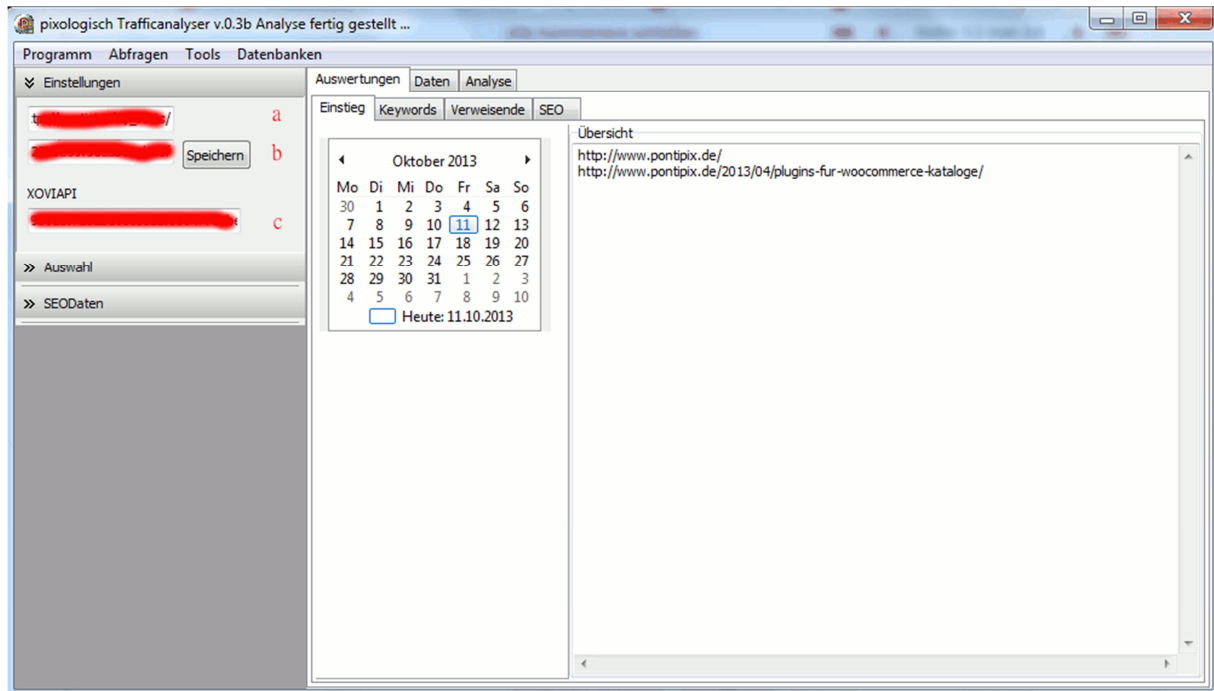 pixologisch Trafficanalyser v.0.3b Analyse fertig gestellt ...
Programm Abfragen Tools Datenbanken
Einstellungen
a
b
Speichern
XOVIAPI
c
Auswahl
SEODaten
Auswertungen Daten Analyse
Einstieg Keywords Verweisende SEO
Oktober 2013
Mo Di Mi Do Fr Sa So
30 1 2 3 4 5 6
7 8 9 10 11 12 13
14 15 16 17 18 19 20
21 22 23 24 25 26 27
28 29 30 31 1 2 3
4 5 6 7 8 9 10
Heute: 11.10.2013
Übersicht
http://www.pontipix.de/
http://www.pontipix.de/2013/04/plugins-fur-woocommerce-kataloge/